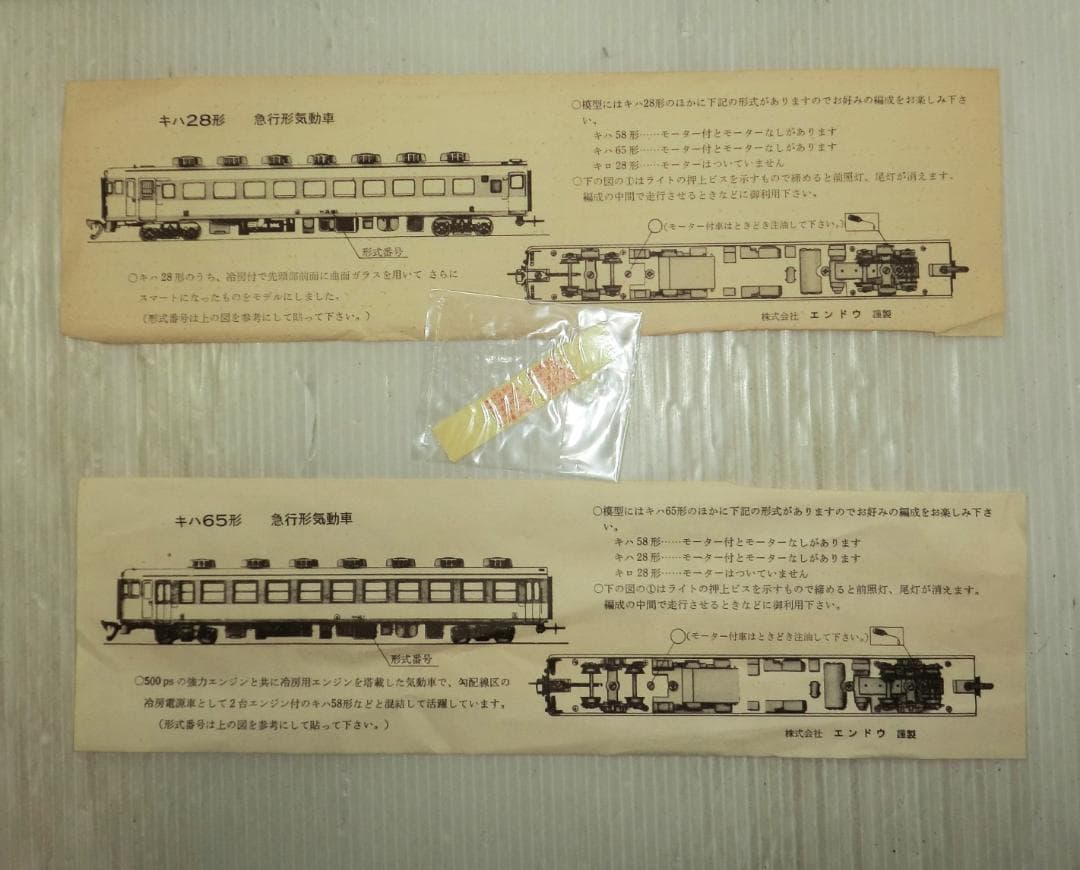 キハ28形 急行形気動車
形式番号
○キハ28形のうち、冷房付で先頭部前面に曲面ガラスを用いて さらに
スマートになったものをモデルにしました。
(形式番号は上の図を参考にして貼って下さい。)
○模型にはキハ28形のほかに下記の形式がありますのでお好みの編成をお楽しみ下さ
い。
キハ58形……モーター付とモーターなしがあります
キハ65形……モーター付とモーターなしがあります
キロ28形……モーターはついていません
○下の図の①はライトの押上ビスを示すもので締めると前照灯、尾灯が消えます。
編成の中間で走行させるときなどに御利用下さい。
○(モーター付車はときどき注油して下さい。)
株式会社 エンドウ 謹製
キハ65形 急行形気動車
形式番号
○500psの強力エンジンと共に冷房用エンジンを塔載した気動車で、勾配線区の
冷房電源車として2台エンジン付のキハ58形などと混結して活躍しています。
(形式番号は上の図を参考にして貼って下さい。)
○模型にはキハ65形のほかに下記の形式がありますのでお好みの編成をお楽しみ下さ
い。
キハ58形……モーター付とモーターなしがあります
キハ28形……モーター付とモーターなしがあります
キロ28形……モーターはついていません
○下の図の①はライトの押上ビスを示すもので締めると前照灯、尾灯が消えます。
編成の中間で走行させるときなどに御利用下さい。
○(モーター付車はときどき注油して下さい。)
株式会社 エンドウ 謹製